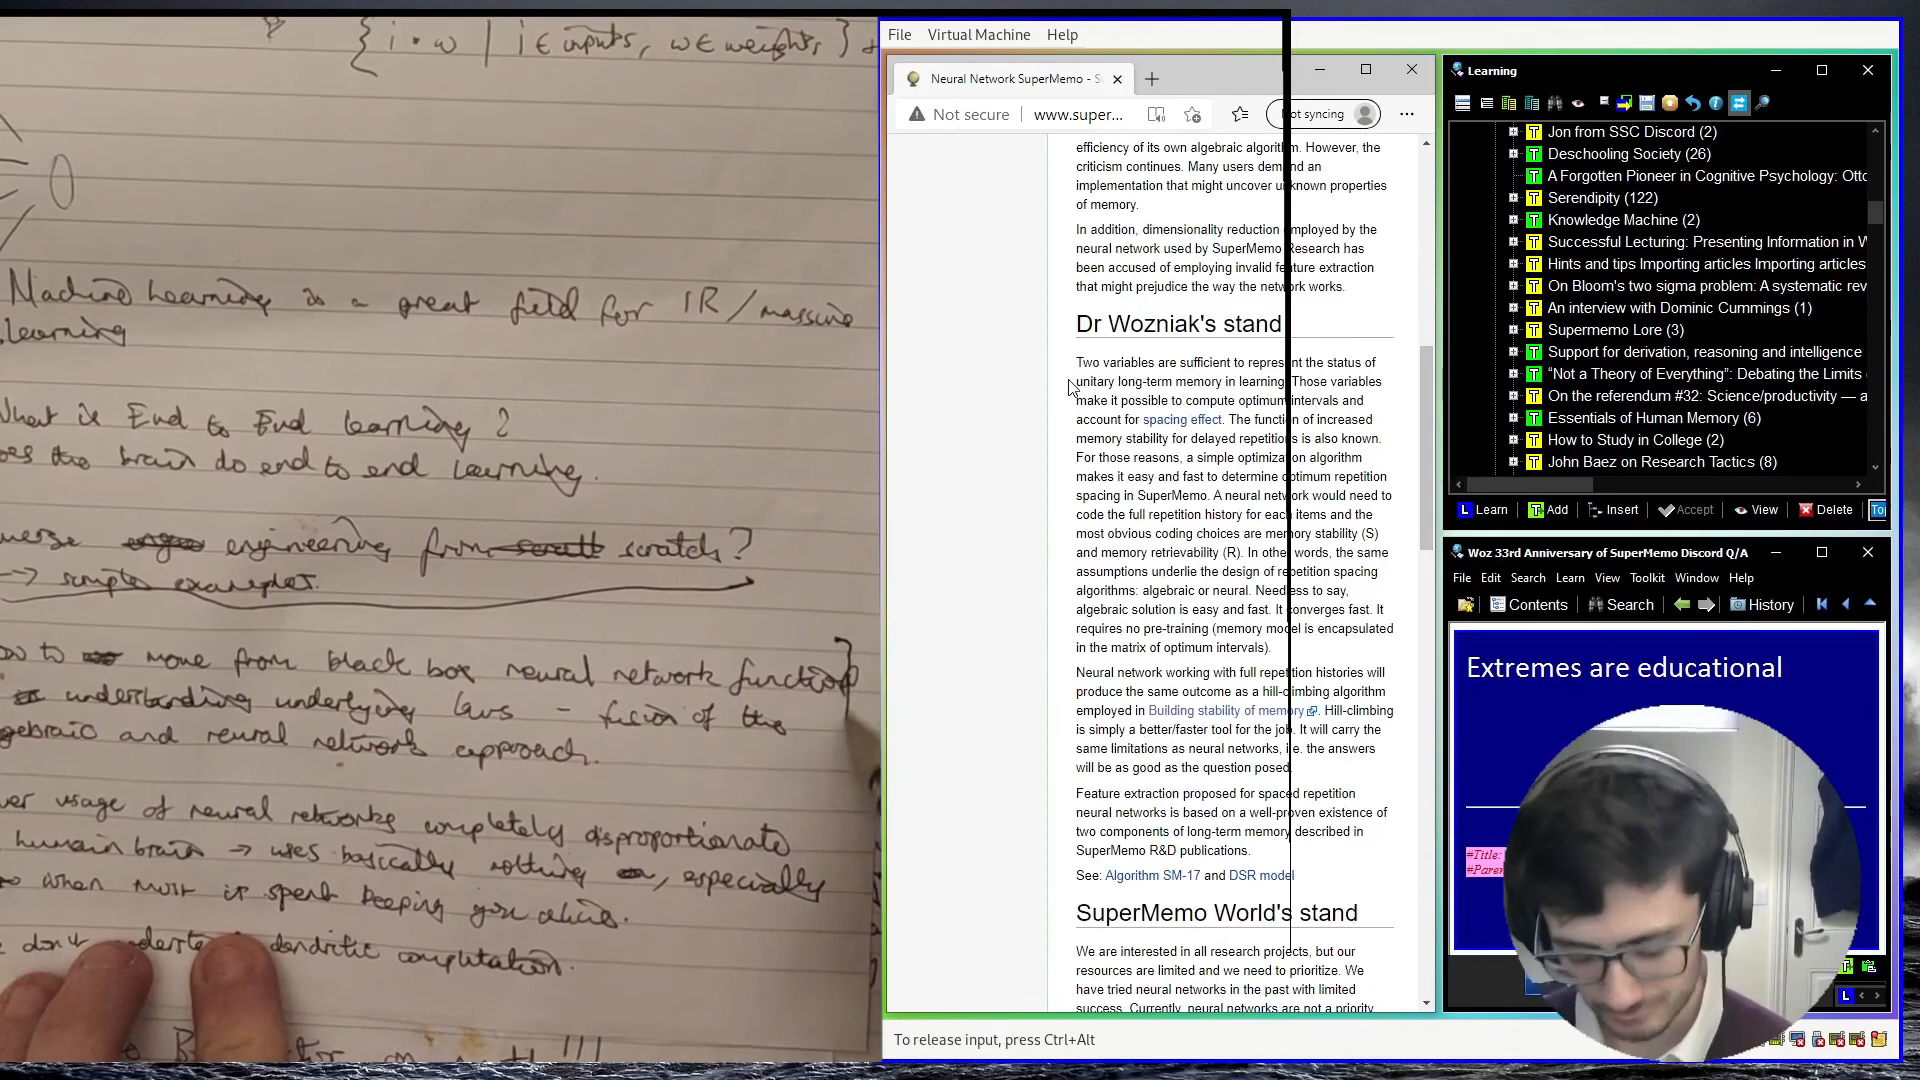 { i • w | i ∈ inputs, w ∈ weights }
Machine Learning is a great field for IR/massive
learning
What is End to End learning?
oes the brain do end to end learning.
verse engineering from scratch?
→ simple examples.
ow to move from black box neural network function
understanding underlying laws - fusion of the
gebraic and neural network approach.
wer usage of neural networks completely disproportionate
human brain → uses basically nothing, especially
when most is spent keeping you alive.
don't dendritic computation.
File Virtual Machine Help
Neural Network SuperMemo - S
Not secure www.super... Not syncing
efficiency of its own algebraic algorithm. However, the
criticism continues. Many users demand an
implementation that might uncover unknown properties
of memory.
In addition, dimensionality reduction employed by the
neural network used by SuperMemo Research has
been accused of employing invalid feature extraction
that might prejudice the way the network works.
Dr Wozniak's stand
Two variables are sufficient to represent the status of
unitary long-term memory in learning. Those variables
make it possible to compute optimum intervals and
account for spacing effect. The function of increased
memory stability for delayed repetitions is also known.
For those reasons, a simple optimization algorithm
makes it easy and fast to determine optimum repetition
spacing in SuperMemo. A neural network would need to
code the full repetition history for each items and the
most obvious coding choices are memory stability (S)
and memory retrievability (R). In other words, the same
assumptions underlie the design of repetition spacing
algorithms: algebraic or neural. Needless to say,
algebraic solution is easy and fast. It converges fast. It
requires no pre-training (memory model is encapsulated
in the matrix of optimum intervals).
Neural network working with full repetition histories will
produce the same outcome as a hill-climbing algorithm
employed in Building stability of memory. Hill-climbing
is simply a better/faster tool for the job. It will carry the
same limitations as neural networks, i.e. the answers
will be as good as the question posed.
Feature extraction proposed for spaced repetition
neural networks is based on a well-proven existence of
two components of long-term memory described in
SuperMemo R&D publications.
See: Algorithm SM-17 and DSR model
SuperMemo World's stand
We are interested in all research projects, but our
resources are limited and we need to prioritize. We
have tried neural networks in the past with limited
success. Currently, neural networks are not a priority
To release input, press Ctrl+Alt
Learning
Jon from SSC Discord (2)
Deschooling Society (26)
A Forgotten Pioneer in Cognitive Psychology: Otto
Serendipity (122)
Knowledge Machine (2)
Successful Lecturing: Presenting Information in W
Hints and tips Importing articles Importing articles
On Bloom's two sigma problem: A systematic rev
An interview with Dominic Cummings (1)
Supermemo Lore (3)
Support for derivation, reasoning and intelligence
“Not a Theory of Everything”: Debating the Limits
On the referendum #32: Science/productivity — a
Essentials of Human Memory (6)
How to Study in College (2)
John Baez on Research Tactics (8)
L Learn Add Insert Accept View Delete Top
Woz 33rd Anniversary of SuperMemo Discord Q/A
File Edit Search Learn View Toolkit Window Help
Contents Search History
Extremes are educational
#Title:
#Paren
L